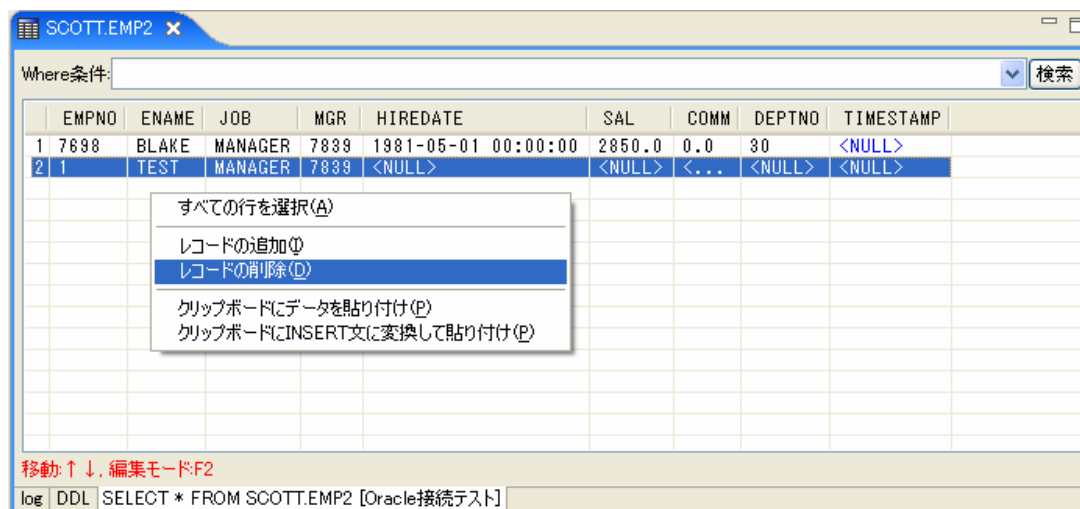 SCOTT.EMP2
Where条件: 検索
EMPNO ENAME JOB MGR HIREDATE SAL COMM DEPTNO TIMESTAMP
1 7698 BLAKE MANAGER 7839 1981-05-01 00:00:00 2850.0 0.0 30 <NULL>
2 1 TEST MANAGER 7839 <NULL> <NULL> <... <NULL> <NULL>
すべての行を選択(A)
レコードの追加(I)
レコードの削除(D)
クリップボードにデータを貼り付け(P)
クリップボードにINSERT文に変換して貼り付け(P)
移動:↑↓, 編集モード:F2
log DDL SELECT * FROM SCOTT.EMP2 [Oracle接続テスト]